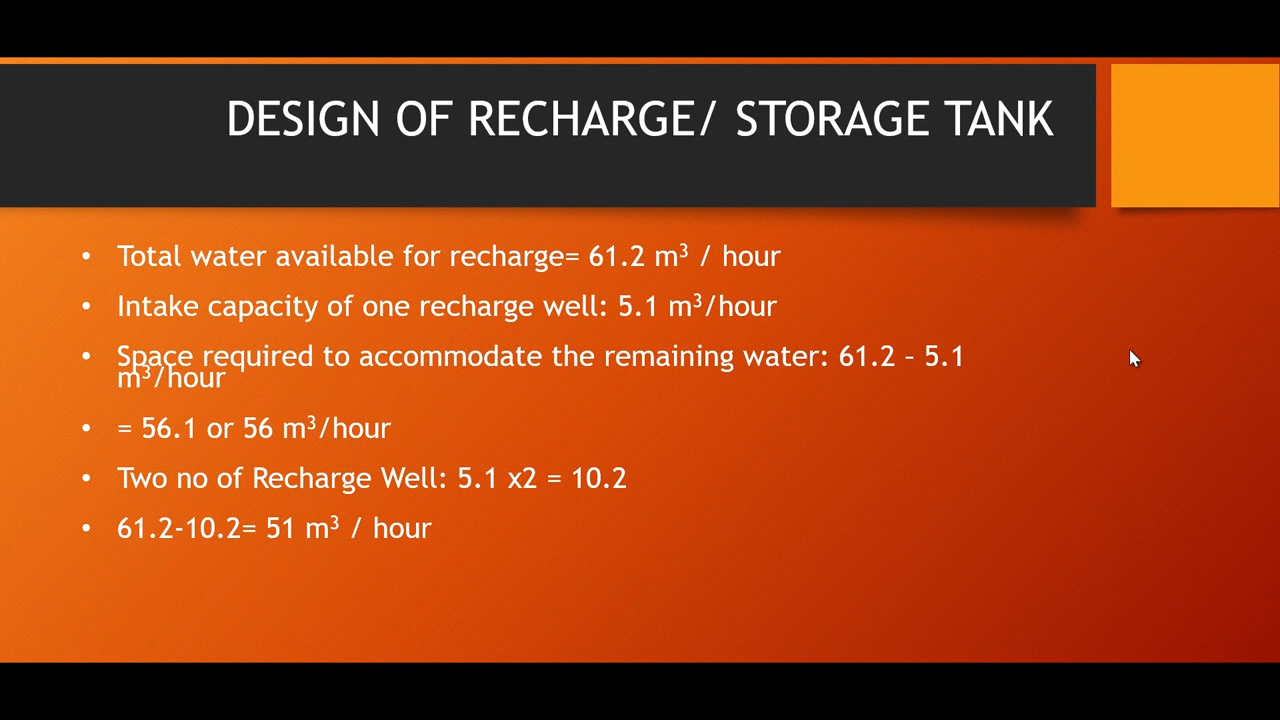 DESIGN OF RECHARGE/ STORAGE TANK
• Total water available for recharge= 61.2 m³ / hour
• Intake capacity of one recharge well: 5.1 m³/hour
• Space required to accommodate the remaining water: 61.2 – 5.1
m³/hour
• = 56.1 or 56 m³/hour
• Two no of Recharge Well: 5.1 x2 = 10.2
• 61.2-10.2= 51 m³ / hour